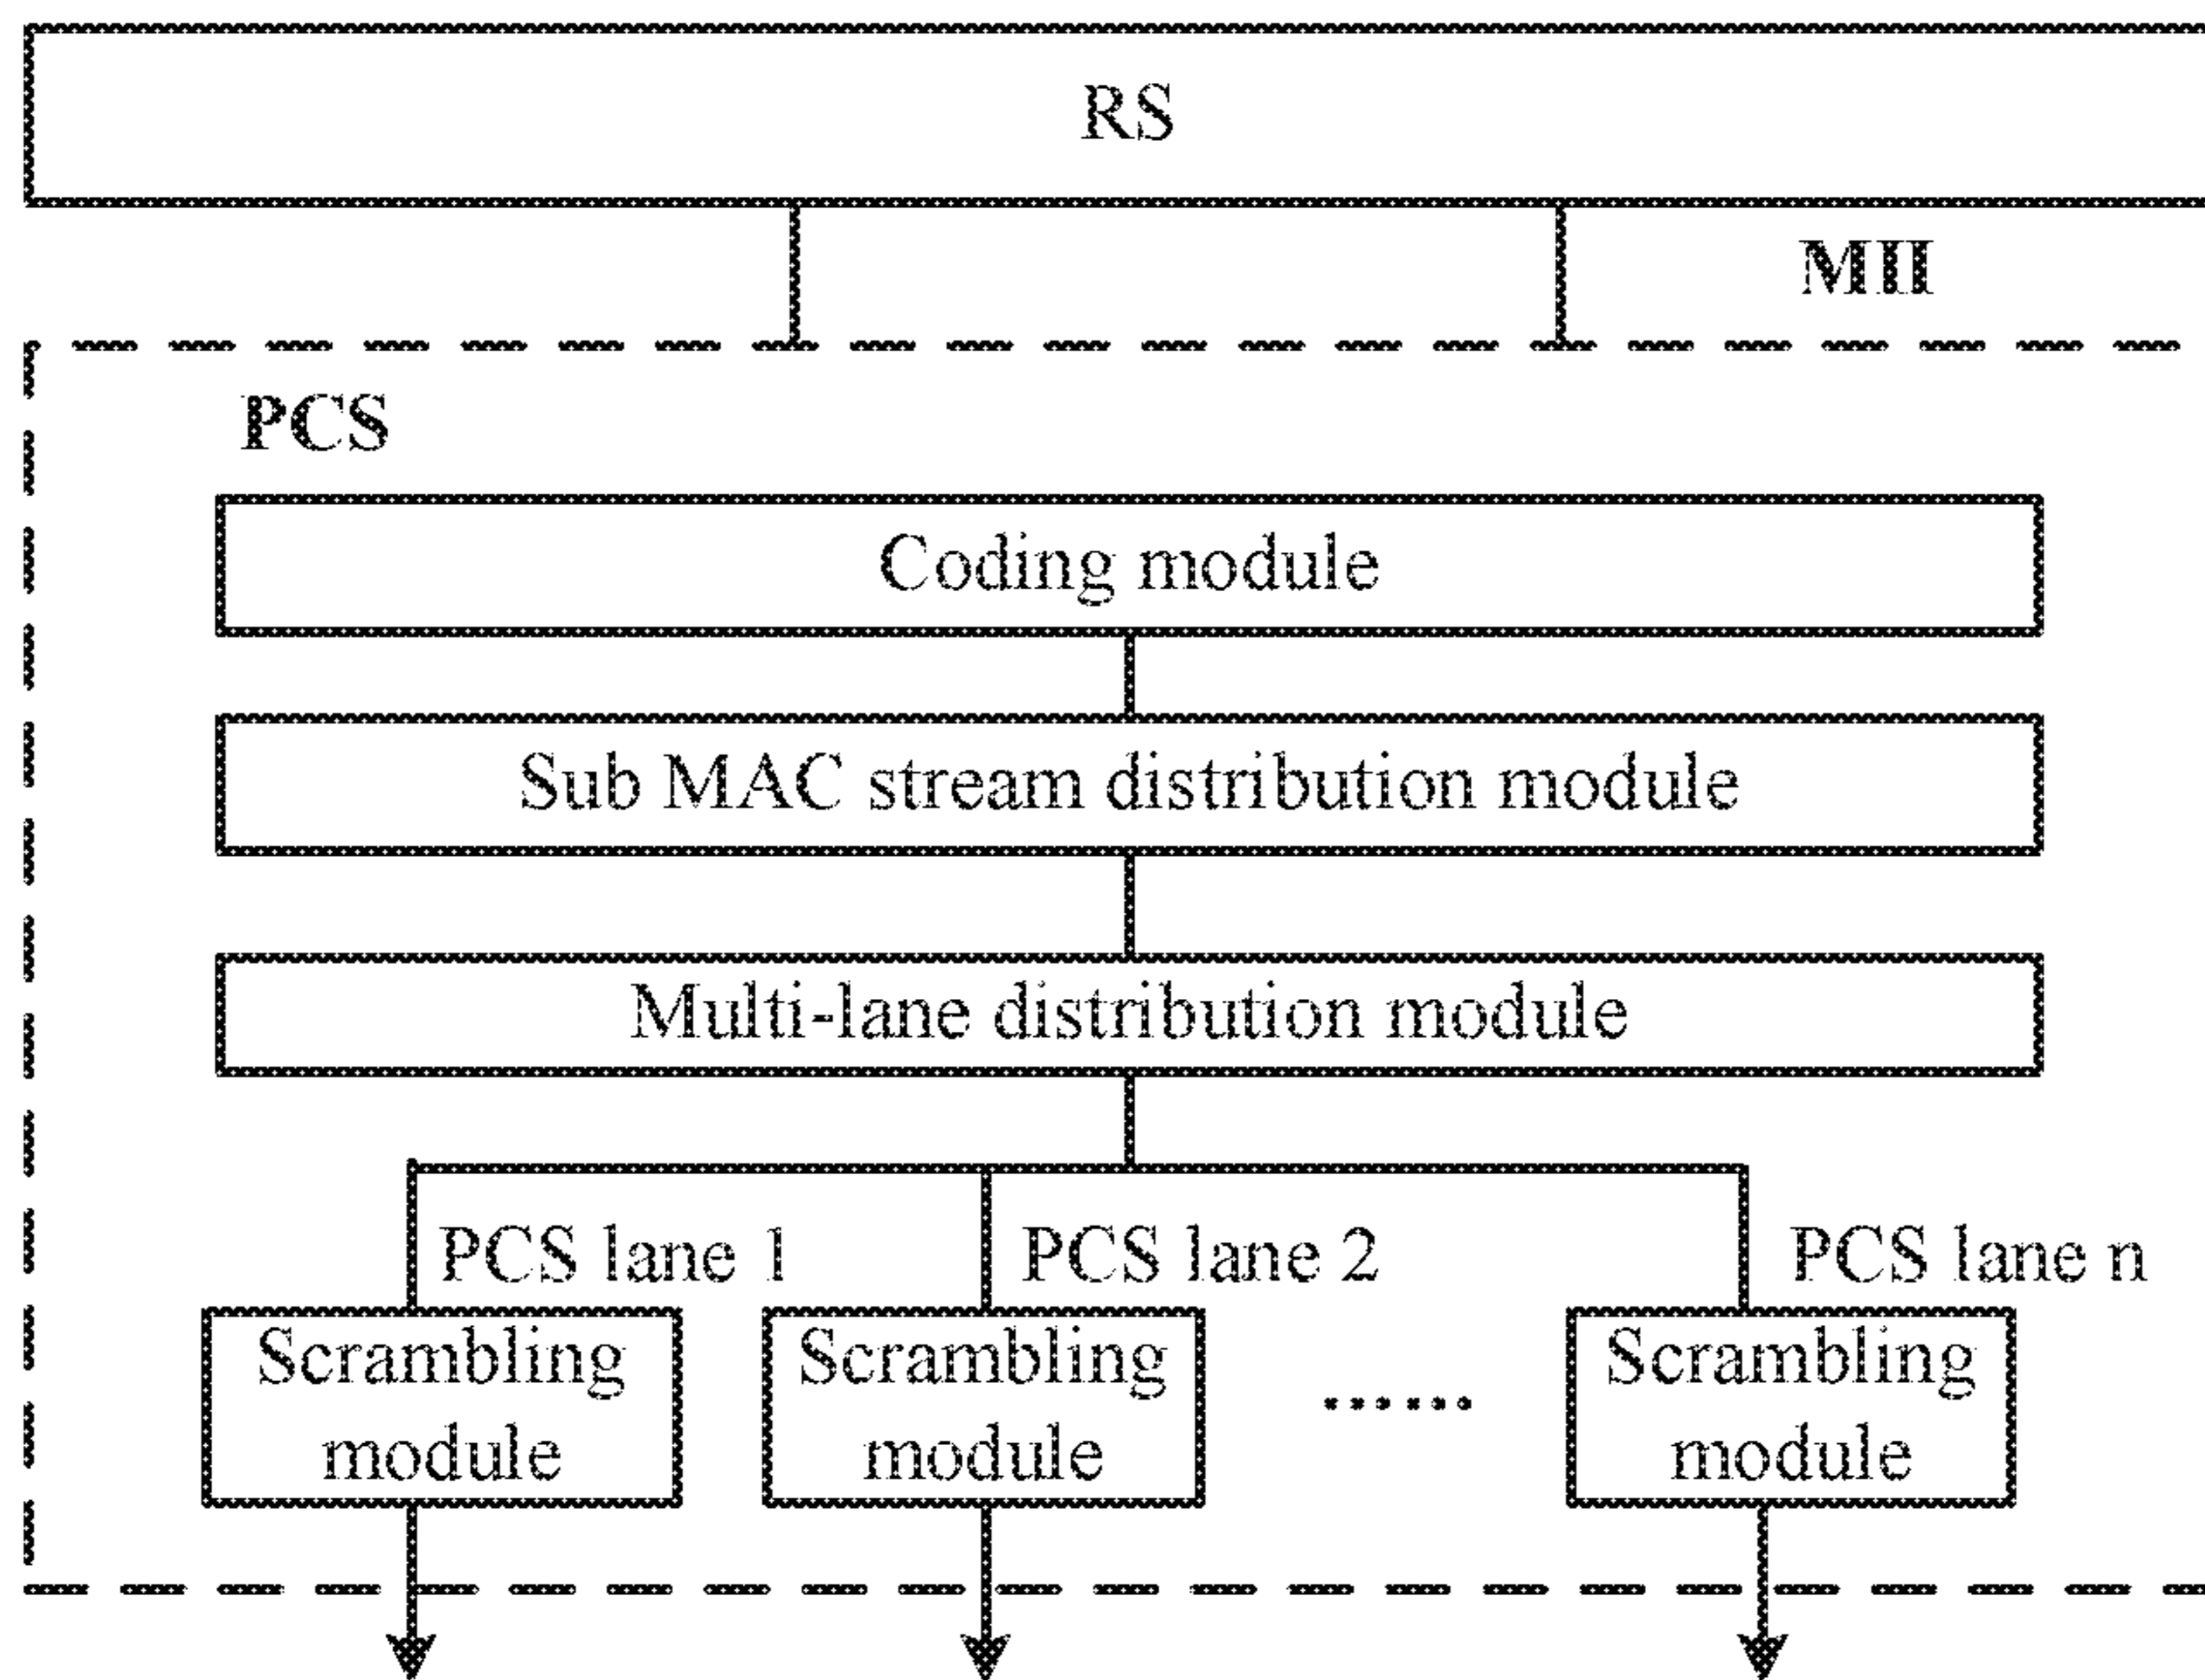 RS
MII
PCS
Coding module
Sub MAC stream distribution module
Multi-lane distribution module
PCS lane 1
PCS lane 2
PCS lane n
Scrambling
module
Scrambling
module
......
Scrambling
module